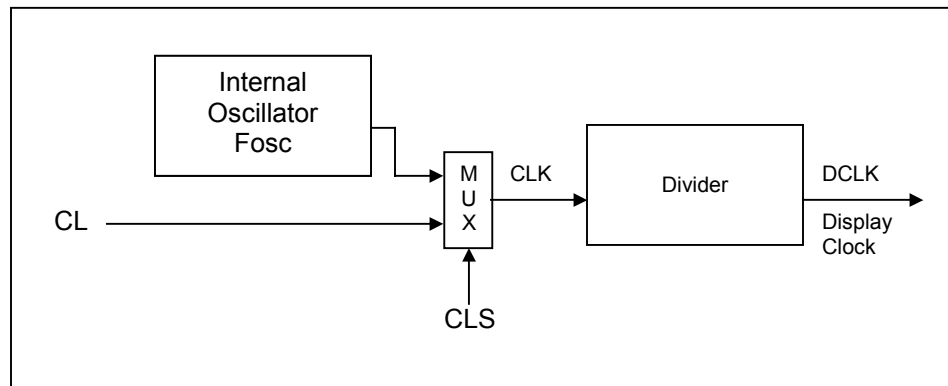 Internal
Oscillator
Fosc
M
U
X
CLK
Divider
DCLK
Display
Clock
CL
CLS